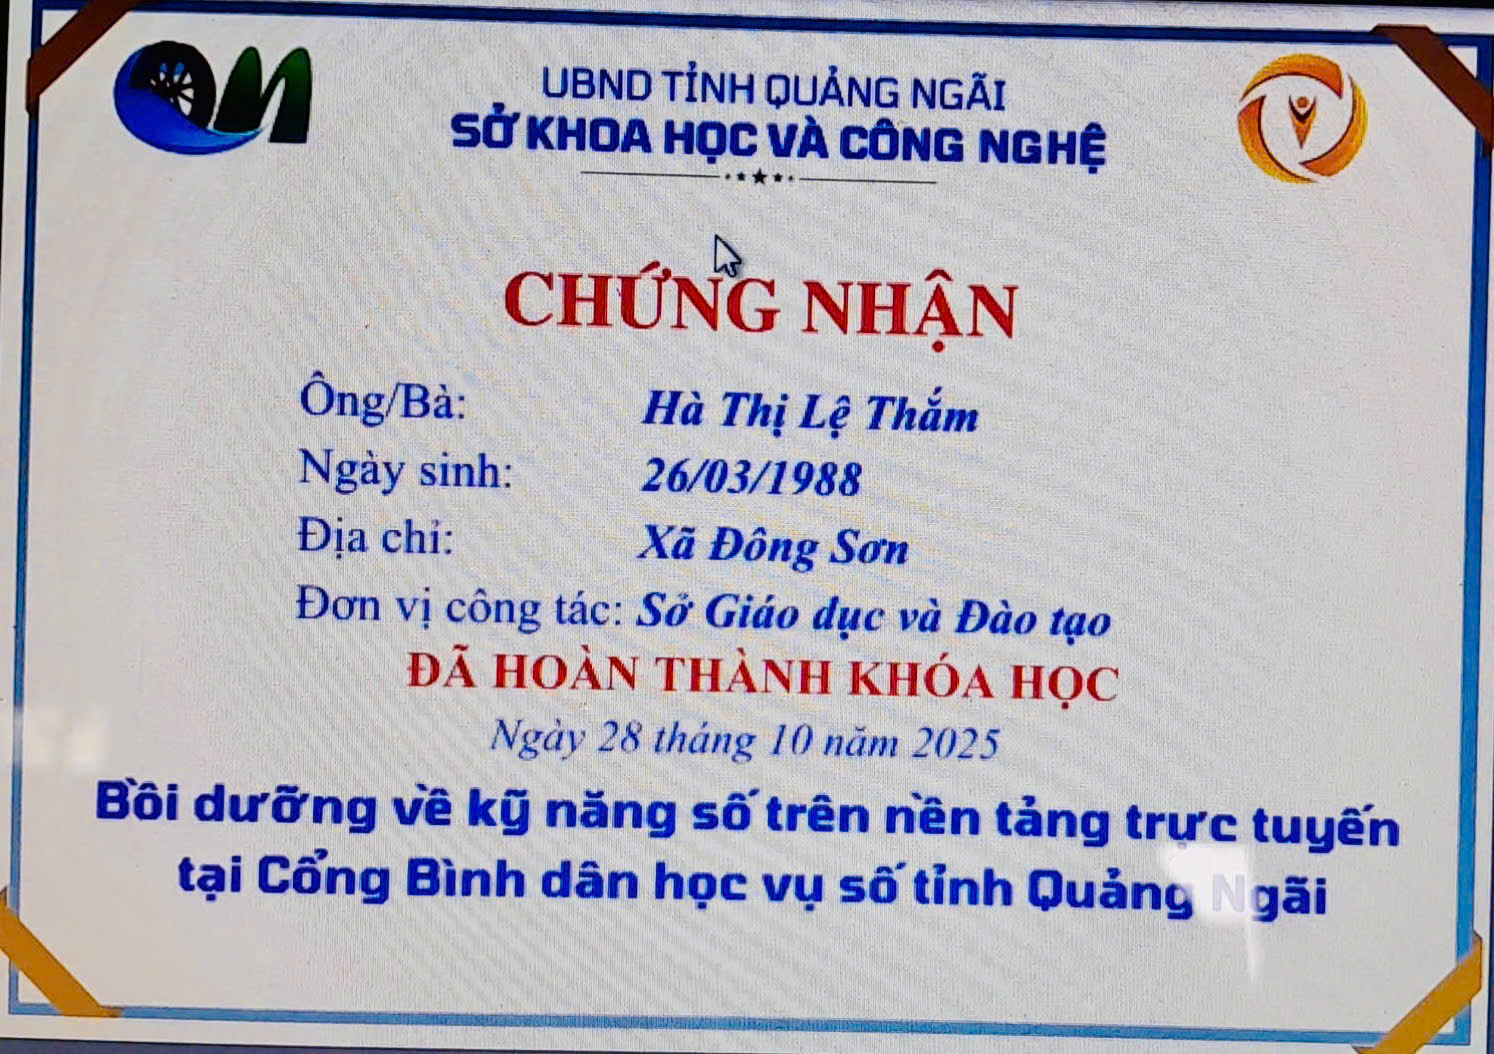 UBND TỈNH QUẢNG NGÃI
SỞ KHOA HỌC VÀ CÔNG NGHỆ
CHỨNG NHẬN
Ông/Bà: Hà Thị Lệ Thắm
Ngày sinh: 26/03/1988
Địa chỉ: Xã Đông Sơn
Đơn vị công tác: Sở Giáo dục và Đào tạo
ĐÃ HOÀN THÀNH KHÓA HỌC
Ngày 28 tháng 10 năm 2025
Bồi dưỡng về kỹ năng số trên nền tảng trực tuyến
tại Cổng Bình dân học vụ số tỉnh Quảng Ngãi